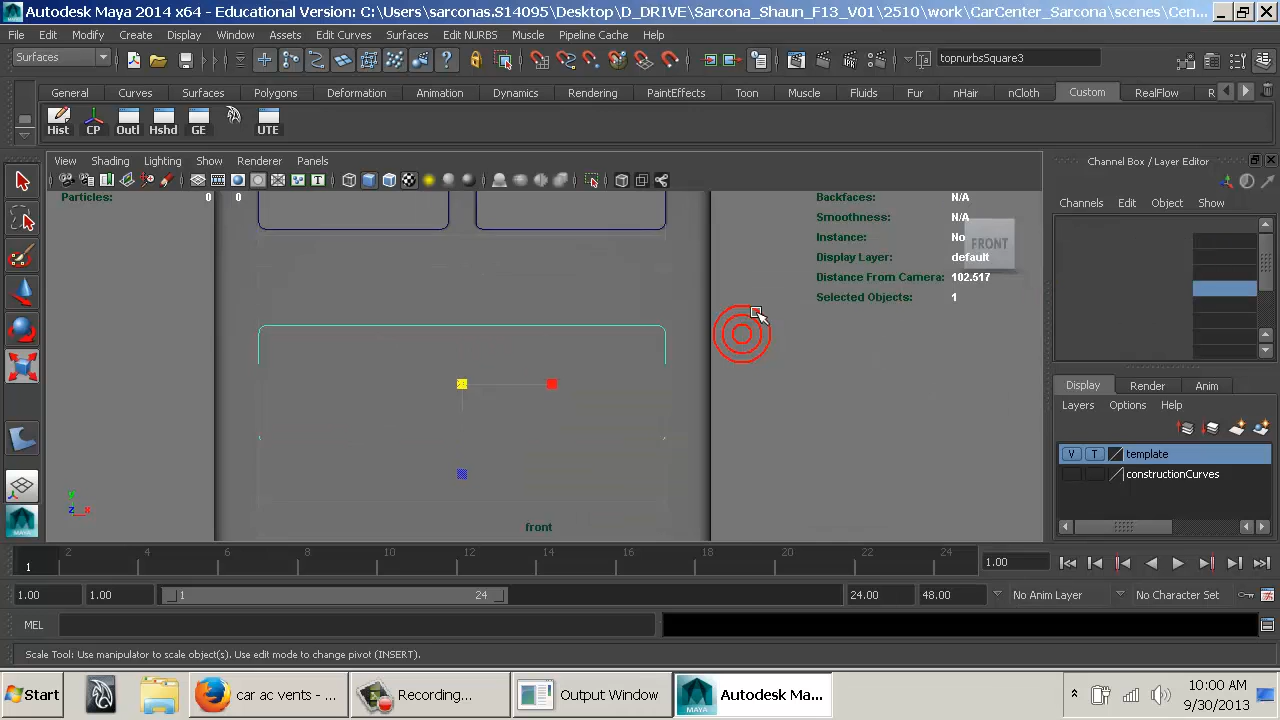 Autodesk Maya 2014 x64 - Educational Version: C:\Users\saconas.S14095\Desktop\D_DRIVE\Sarcona_Shaun_F13_V01\2510\work\CarCenter_Sarcona\scenes\Cen...
File Edit Modify Create Display Window Assets Edit Curves Surfaces Edit NURBS Muscle Pipeline Cache Help
Surfaces topnurbsSquare3
General Curves Surfaces Polygons Deformation Animation Dynamics Rendering PaintEffects Toon Muscle Fluids Fur nHair nCloth Custom RealFlow R
Hist CP Outl Hshd GE UTE
View Shading Lighting Show Renderer Panels
Channel Box / Layer Editor
Channels Edit Object Show
Particles: 0 0
Backfaces: N/A
Smoothness: N/A
Instance: No
Display Layer: default
Distance From Camera: 102.517
Selected Objects: 1
FRONT
front
y
z x
Display Render Anim
Layers Options Help
V T template
constructionCurves
2 4 6 8 10 12 14 16 18 20 22 24
1 1.00
1.00 1.00 1 24 24.00 48.00 No Anim Layer No Character Set
MEL
Scale Tool: Use manipulator to scale object(s). Use edit mode to change pivot (INSERT).
Start car ac vents - ... Recording... Output Window Autodesk Ma...
MAYA
10:00 AM
9/30/2013